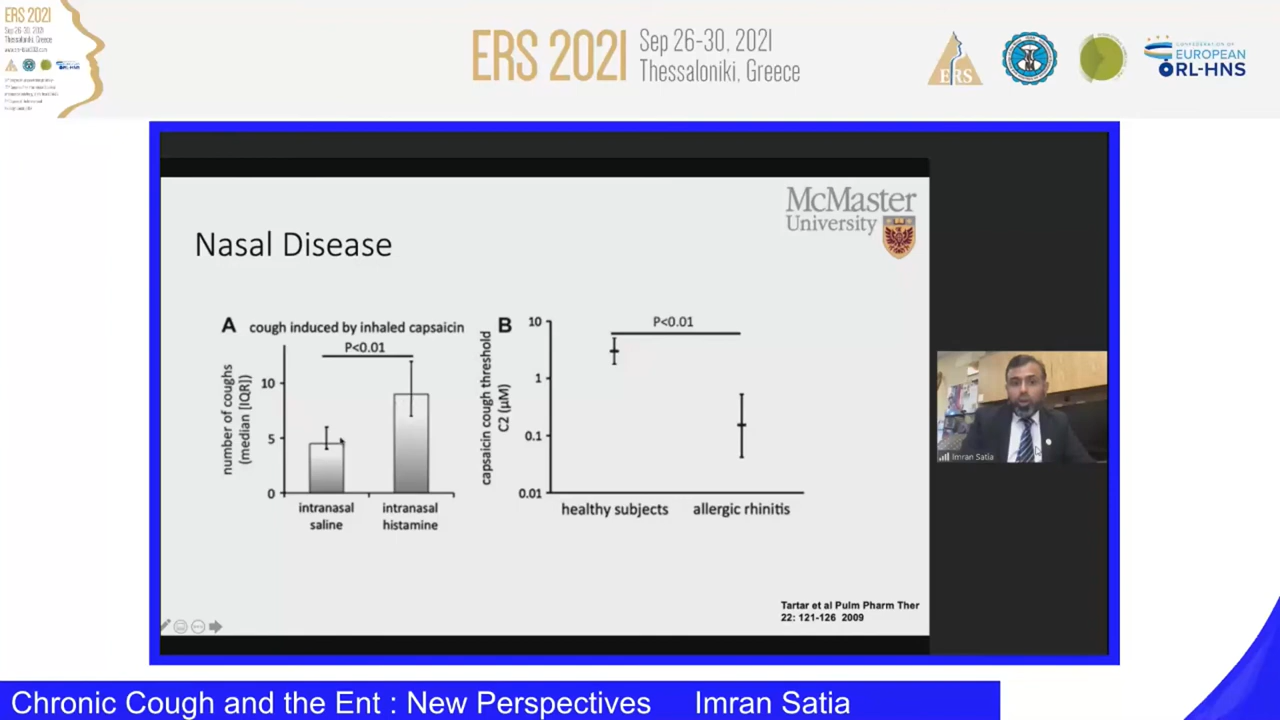 ERS 2021
Sep 26-30, 2021
Thessaloniki, Greece
ERS 2021
Sep 26-30, 2021
Thessaloniki, Greece
ERS
CONFEDERATION OF
EUROPEAN
ORL-HNS
McMaster
University
Nasal Disease
A cough induced by inhaled capsaicin
P<0.01
number of coughs
(median [IQR])
10
5
0
intranasal
saline
intranasal
histamine
B
P<0.01
capsaicin cough threshold
C2 (µM)
10
1
0.1
0.01
healthy subjects
allergic rhinitis
Tartar et al Pulm Pharm Ther
22: 121-126 2009
Imran Satia
Chronic Cough and the Ent : New Perspectives Imran Satia